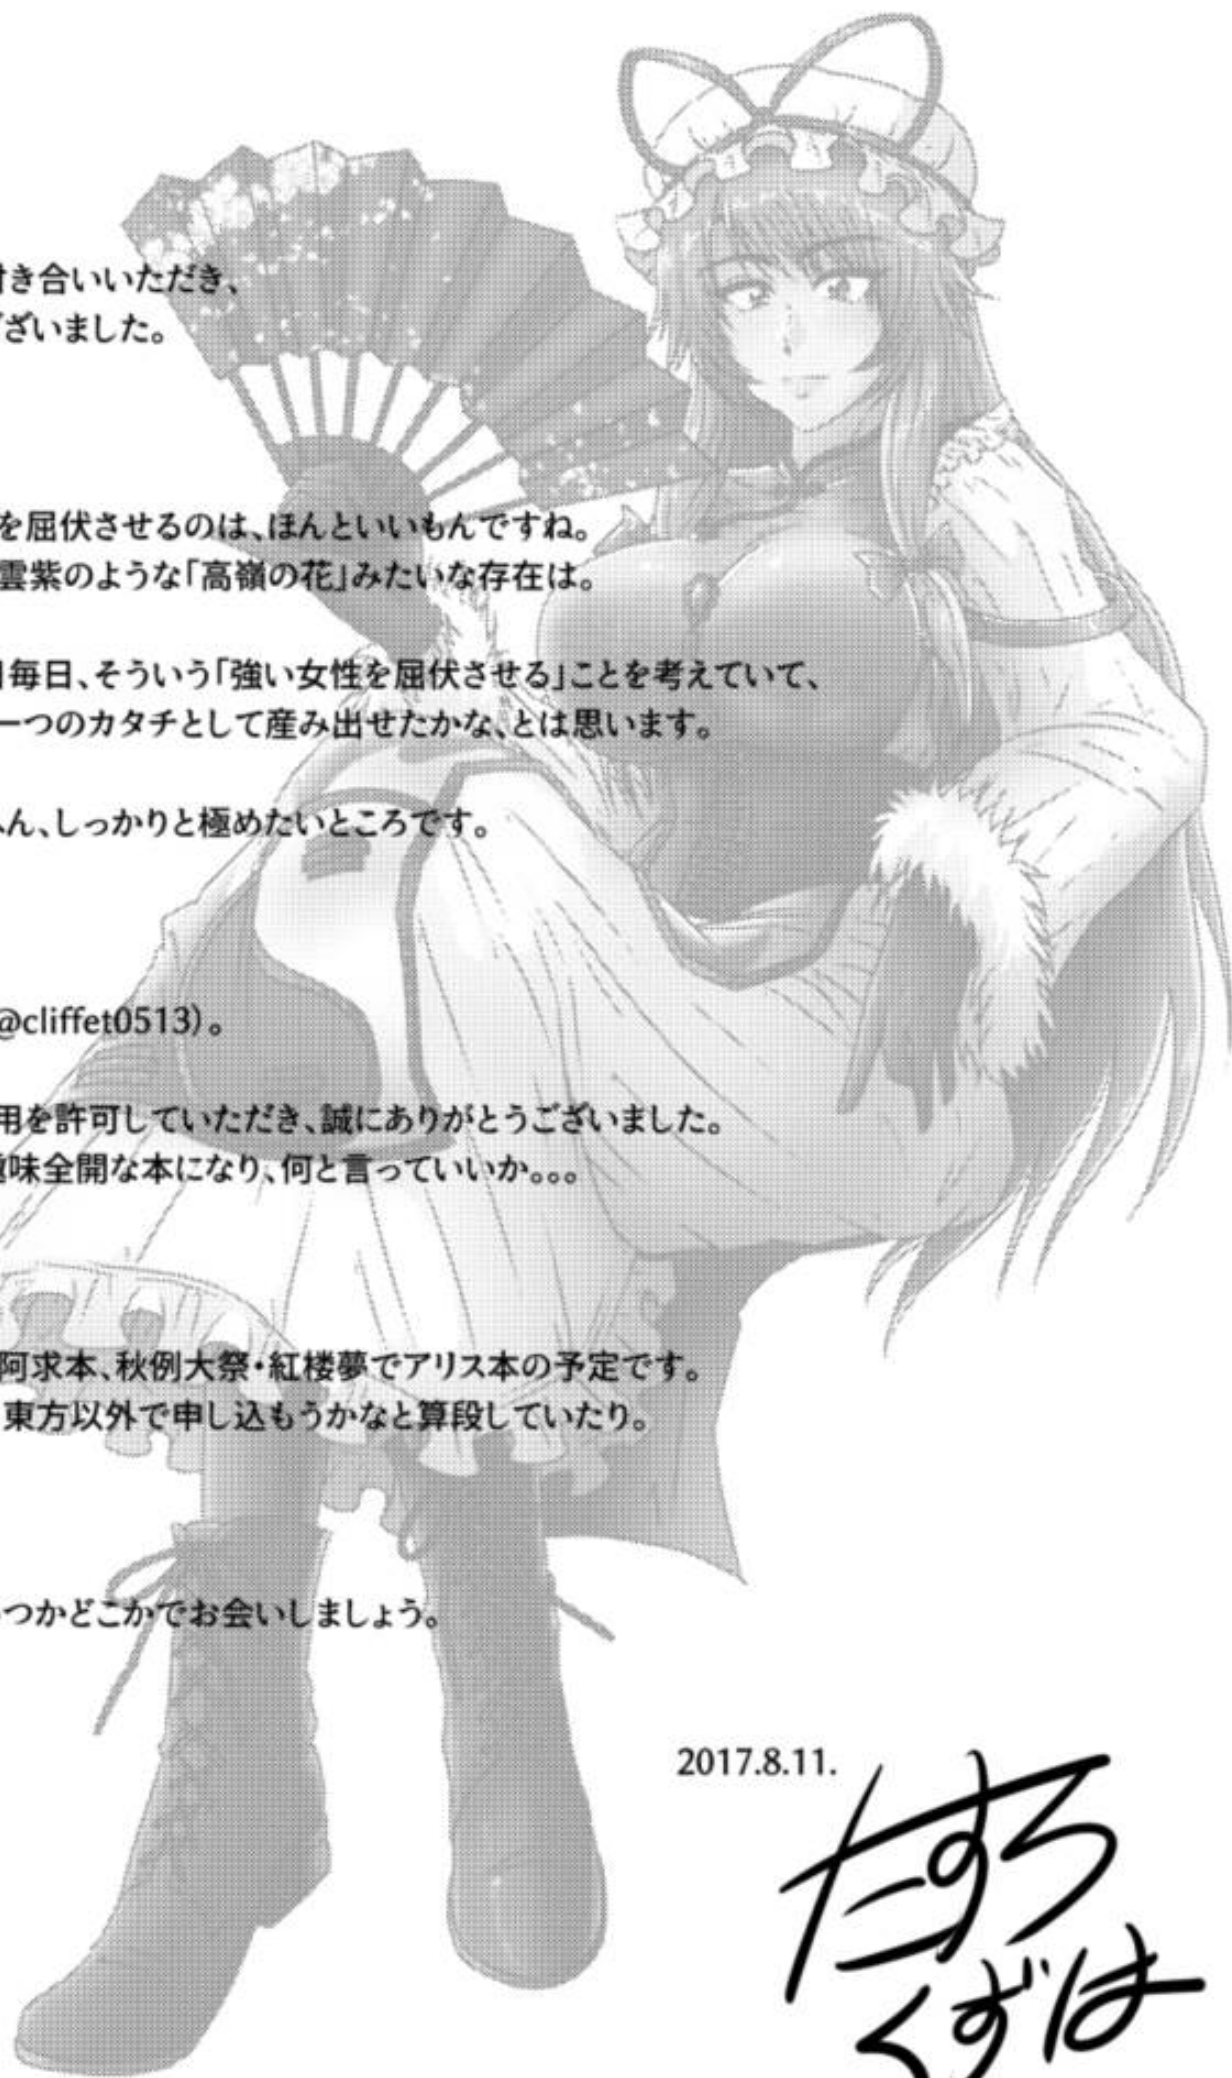 付き合いいただき、
ざいました。
を屈伏させるのは、ほんといいもんですね。
雲紫のような「高嶺の花」みたいな存在は。
毎日、そういう「強い女性を屈伏させる」ことを考えていて、
一つのカタチとして産み出せたかな、とは思います。
へん、しっかりと極めたいところです。
@cliffet0513）。
用を許可していただき、誠にありがとうございました。
趣味全開な本になり、何と言っていいか。。。
阿求本、秋例大祭・紅楼夢でアリス本の予定です。
東方以外で申し込もうかなと算段していたり。
つかどこかでお会いしましょう。
2017.8.11.
たすろ
くずは